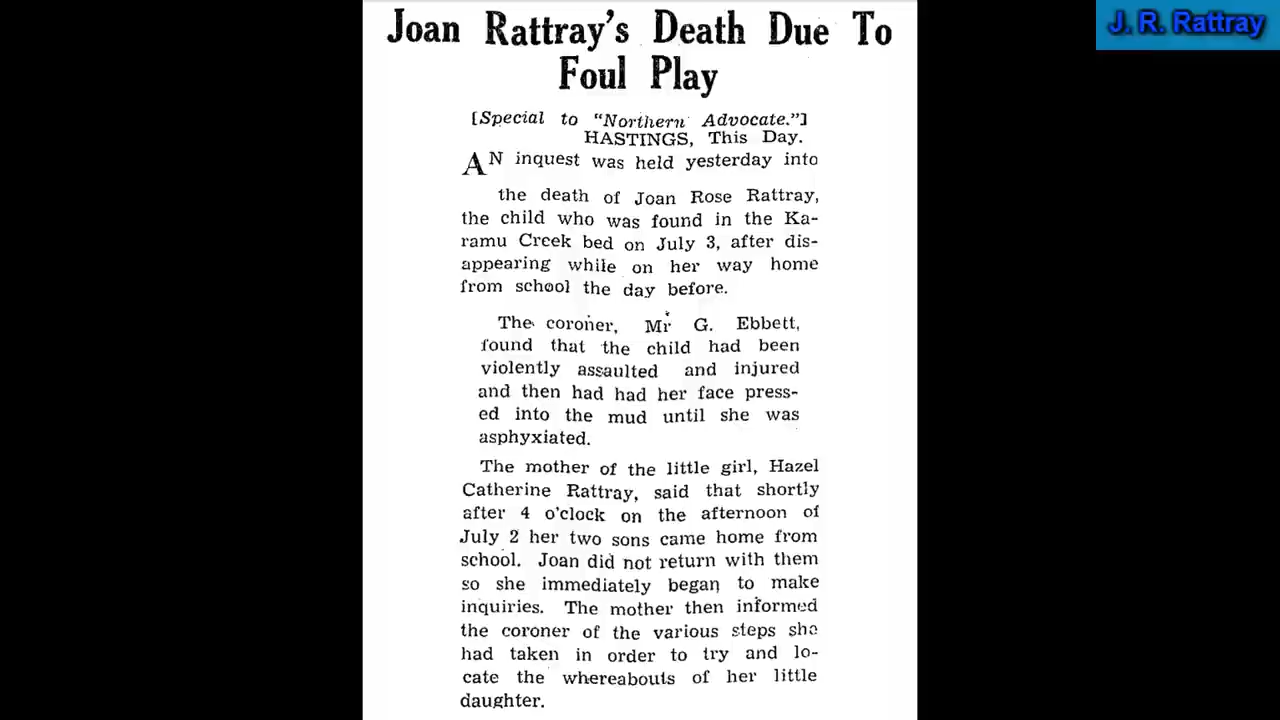 J. R. Rattray
Joan Rattray's Death Due To
Foul Play
[Special to "Northern Advocate."]
HASTINGS, This Day.
AN inquest was held yesterday into
the death of Joan Rose Rattray,
the child who was found in the Ka-
ramu Creek bed on July 3, after dis-
appearing while on her way home
from school the day before.
The coroner, Mr G. Ebbett,
found that the child had been
violently assaulted and injured
and then had had her face press-
ed into the mud until she was
asphyxiated.
The mother of the little girl, Hazel
Catherine Rattray, said that shortly
after 4 o'clock on the afternoon of
July 2 her two sons came home from
school. Joan did not return with them
so she immediately began to make
inquiries. The mother then informed
the coroner of the various steps she
had taken in order to try and lo-
cate the whereabouts of her little
daughter.